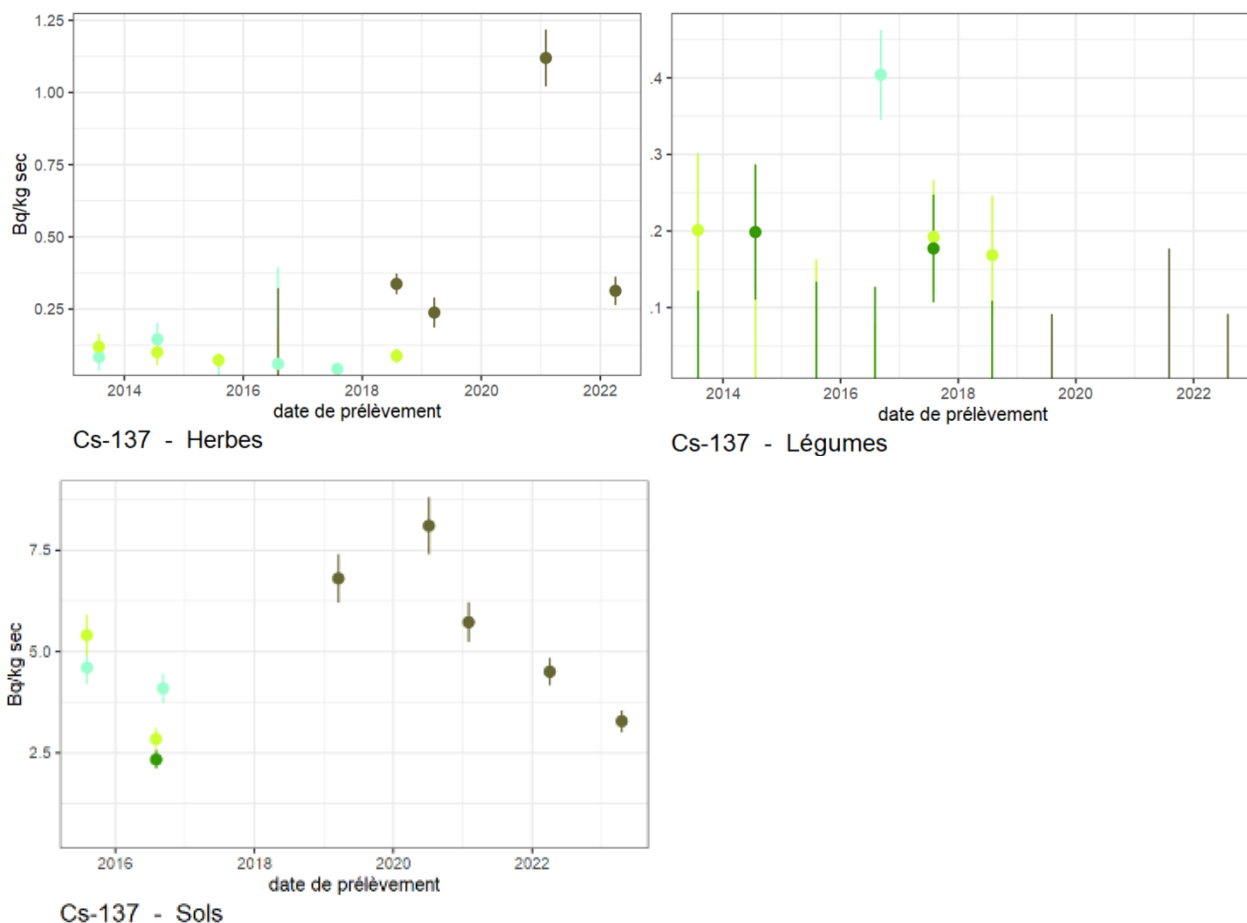 1.25
1.00
0.75
0.50
0.25
Bq/kg sec
2014 2016 2018 2020 2022
date de prélèvement
Cs-137 - Herbes
.4
.3
.2
.1
2014 2016 2018 2020 2022
date de prélèvement
Cs-137 - Légumes
7.5
5.0
2.5
Bq/kg sec
2016 2018 2020 2022
date de prélèvement
Cs-137 - Sols